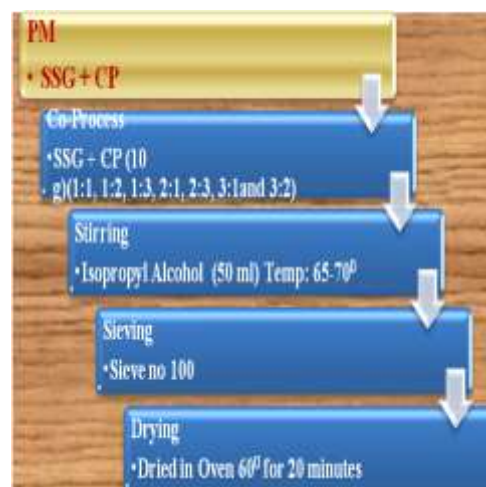 PM
• SSG + CP
Co-Process
•SSG + CP (10
g)(1:1, 1:2, 1:3, 2:1, 2:3, 3:1and 3:2)
Stirring
•Isopropyl Alcohol (50 ml) Temp: 65-70⁰
Sieving
•Sieve no 100
Drying
•Dried in Oven 60⁰ for 20 minutes